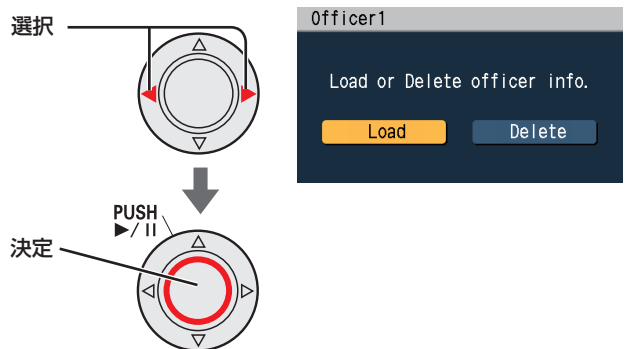 選択
PUSH
▶/II
決定
Officer1
Load or Delete officer info.
Load Delete